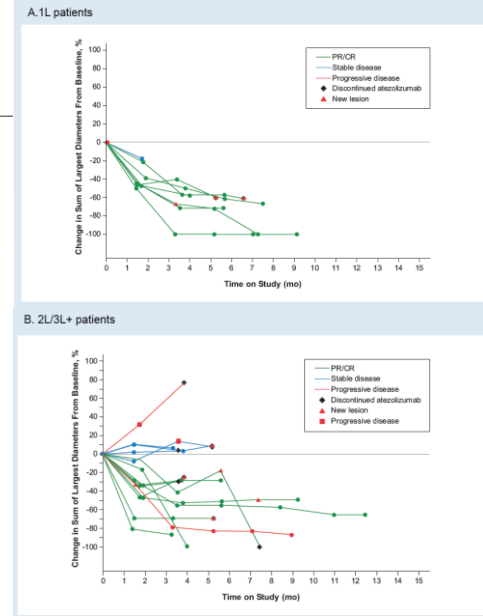 A.1L patients
Change in Sum of Largest Diameters From Baseline, %
100
80
60
40
20
0
-20
-40
-60
-80
-100
PR/CR
Stable disease
Progressive disease
Discontinued atezolizumab
New lesion
0 1 2 3 4 5 6 7 8 9 10 11 12 13 14 15
Time on Study (mo)
B. 2L/3L+ patients
Change in Sum of Largest Diameters From Baseline, %
100
80
60
40
20
0
-20
-40
-60
-80
-100
PR/CR
Stable disease
Progressive disease
Discontinued atezolizumab
New lesion
Progressive disease
0 1 2 3 4 5 6 7 8 9 10 11 12 13 14 15
Time on Study (mo)